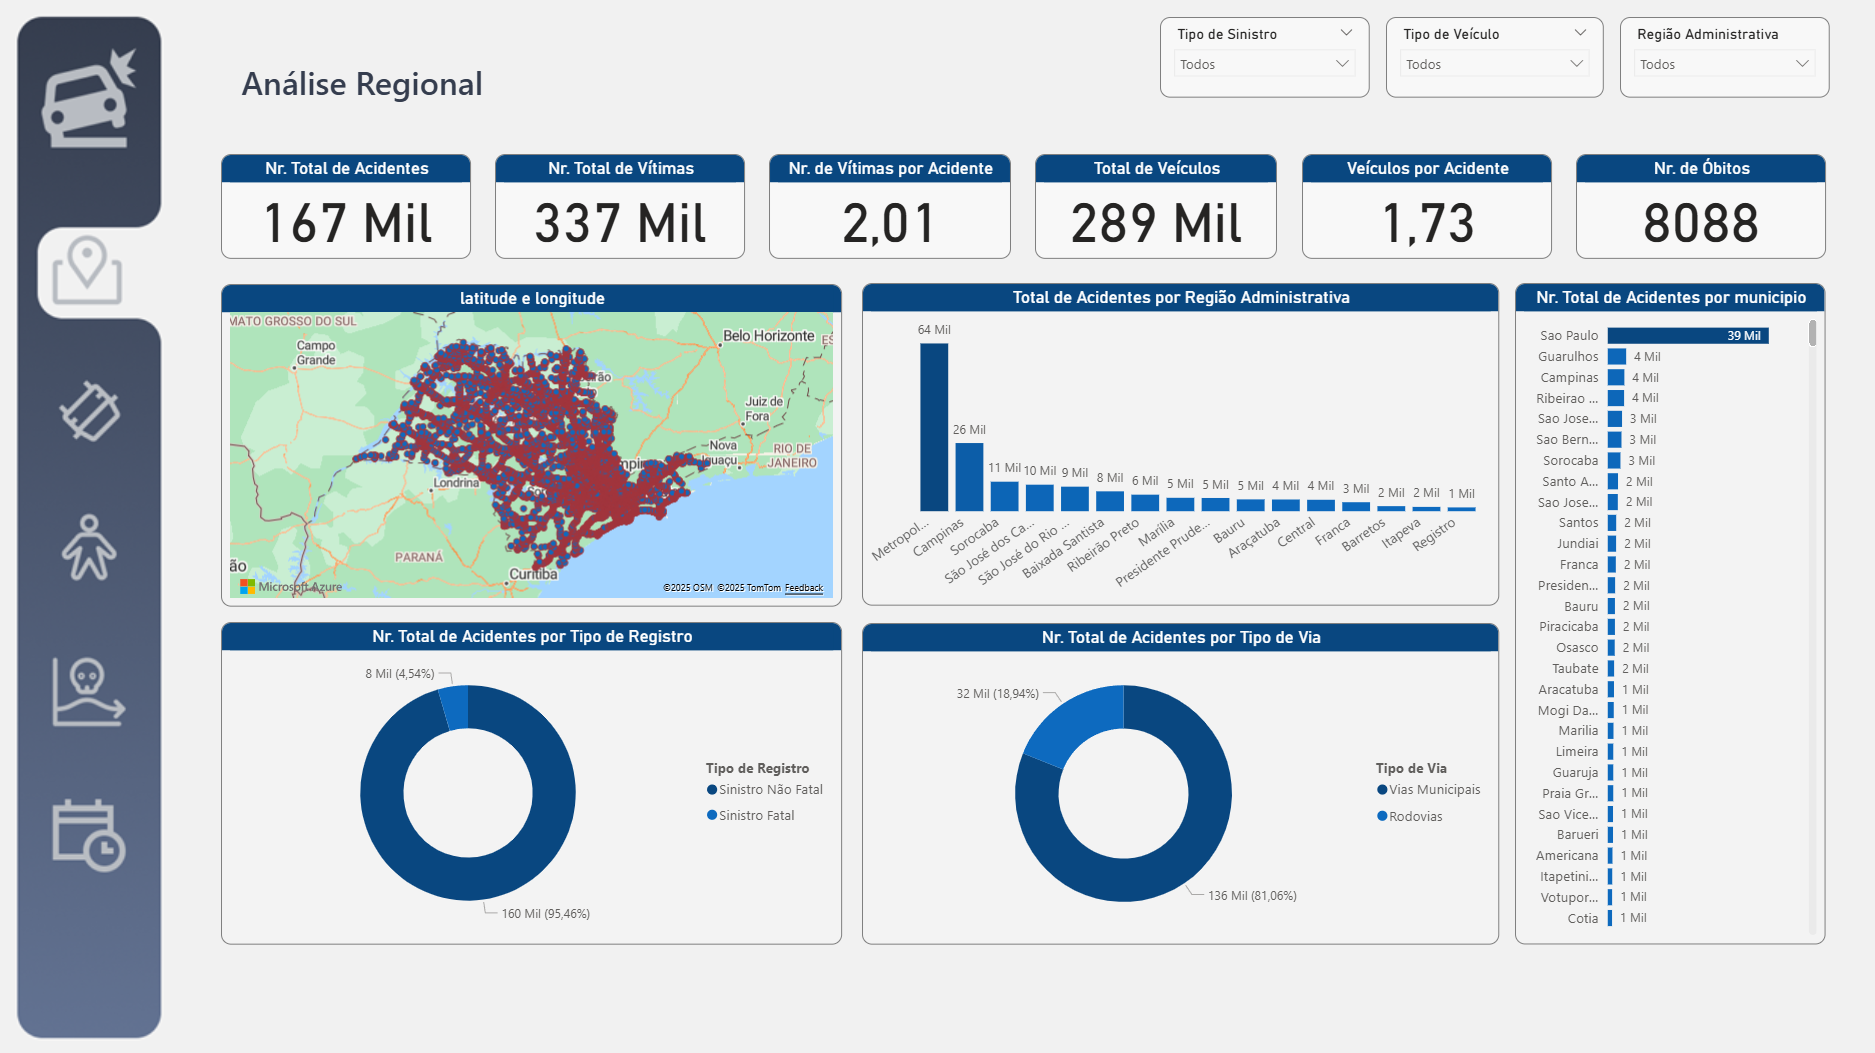 Análise Regional
Tipo de Sinistro
Todos
Tipo de Veículo
Todos
Região Administrativa
Todos
Nr. Total de Acidentes
167 Mil
Nr. Total de Vítimas
337 Mil
Nr. de Vítimas por Acidente
2,01
Total de Veículos
289 Mil
Veículos por Acidente
1,73
Nr. de Óbitos
8088
latitude e longitude
MATO GROSSO DO SUL
Belo Horizonte
Campo
Grande
Juiz de
Fora
Nova
RIO DE
JANEIRO
Londrina
PARANÁ
Curitiba
Microsoft Azure
©2025 OSM ©2025 TomTom Feedback
Total de Acidentes por Região Administrativa
64 Mil
26 Mil
11 Mil
10 Mil
9 Mil
8 Mil
6 Mil
5 Mil
5 Mil
5 Mil
4 Mil
4 Mil
3 Mil
2 Mil
2 Mil
1 Mil
Metropol...
Campinas
Sorocaba
São José dos Ca...
São José do Rio ...
Baixada Santista
Ribeirão Preto
Marília
Presidente Prude...
Bauru
Araçatuba
Central
Franca
Barretos
Itapeva
Registro
Nr. Total de Acidentes por municipio
Sao Paulo 39 Mil
Guarulhos 4 Mil
Campinas 4 Mil
Ribeirao ... 4 Mil
Sao Jose... 3 Mil
Sao Bern... 3 Mil
Sorocaba 3 Mil
Santo A... 2 Mil
Sao Jose... 2 Mil
Santos 2 Mil
Jundiai 2 Mil
Franca 2 Mil
Presiden... 2 Mil
Bauru 2 Mil
Piracicaba 2 Mil
Osasco 2 Mil
Taubate 2 Mil
Aracatuba 1 Mil
Mogi Da... 1 Mil
Marilia 1 Mil
Limeira 1 Mil
Guaruja 1 Mil
Praia Gr... 1 Mil
Sao Vice... 1 Mil
Barueri 1 Mil
Americana 1 Mil
Itapetini... 1 Mil
Votupor... 1 Mil
Cotia 1 Mil
Nr. Total de Acidentes por Tipo de Registro
8 Mil (4,54%)
160 Mil (95,46%)
Tipo de Registro
Sinistro Não Fatal
Sinistro Fatal
Nr. Total de Acidentes por Tipo de Via
32 Mil (18,94%)
136 Mil (81,06%)
Tipo de Via
Vias Municipais
Rodovias